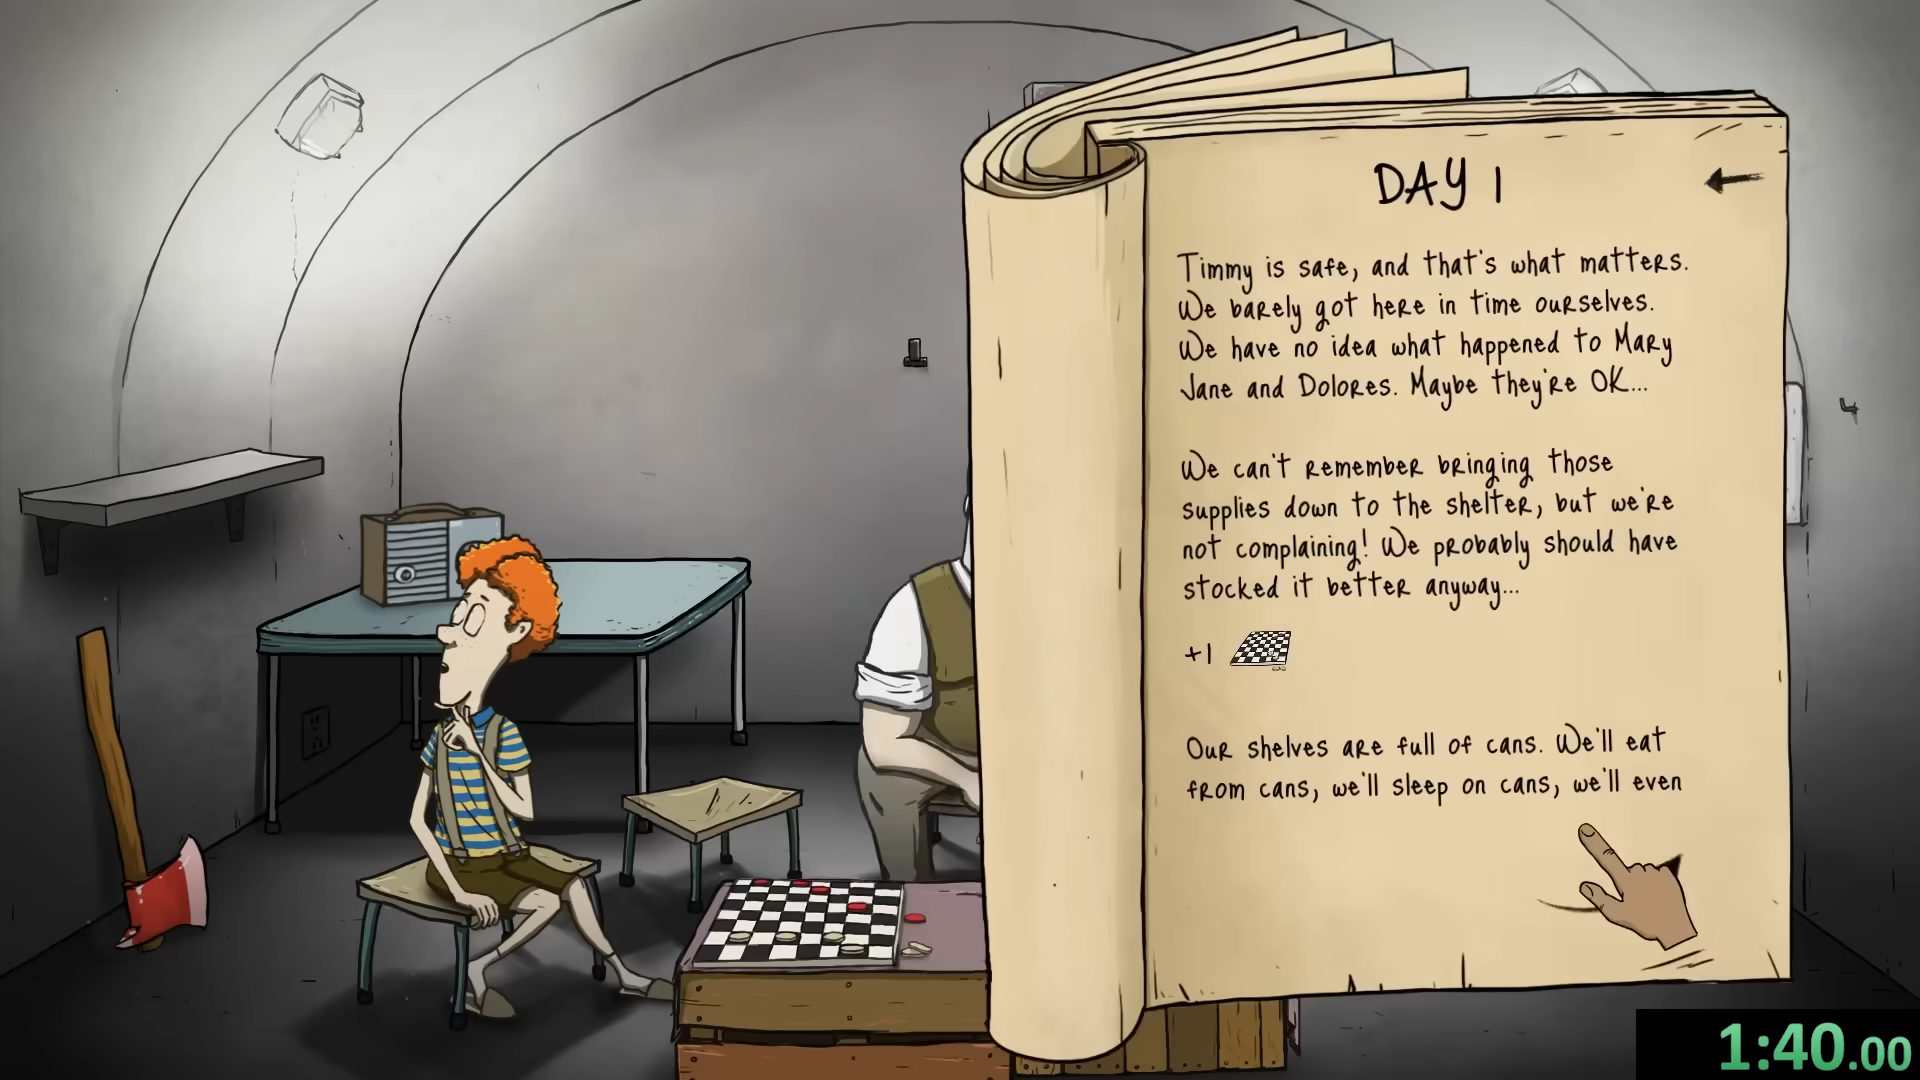 DAY 1
Timmy is safe, and that's what matters.
We barely got here in time ourselves.
We have no idea what happened to Mary
Jane and Dolores. Maybe they're OK...
We can't remember bringing those
supplies down to the shelter, but we're
not complaining! We probably should have
stocked it better anyway...
+1
Our shelves are full of cans. We'll eat
from cans, we'll sleep on cans, we'll even
1:40.00